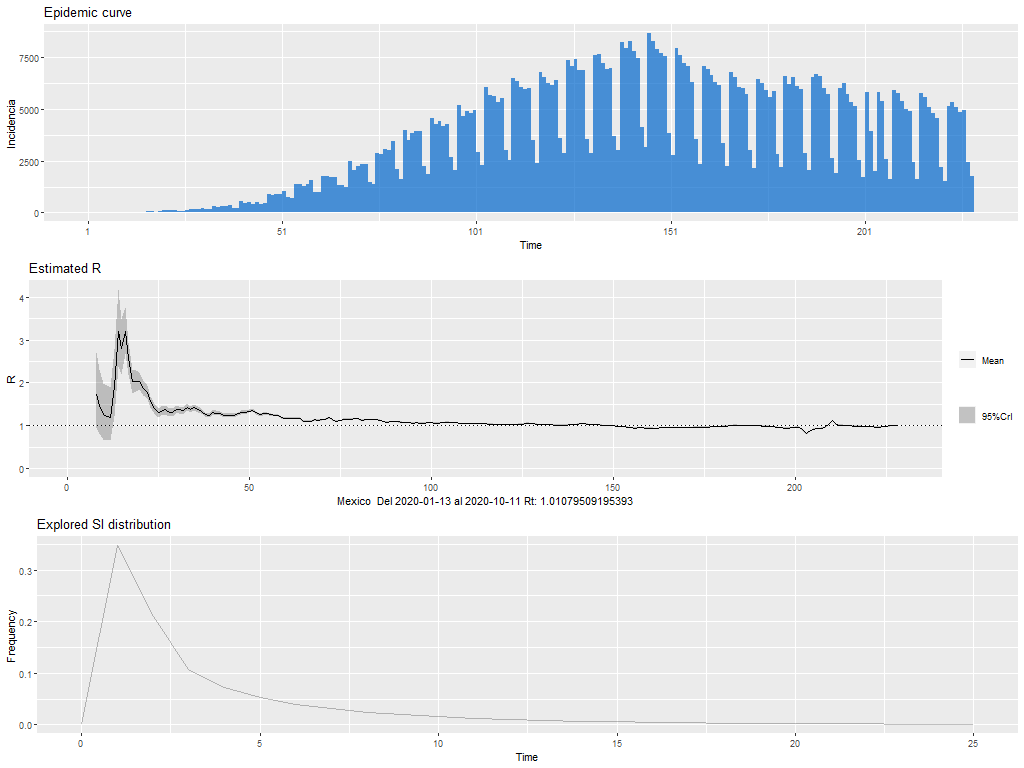 Epidemic curve
Incidencia
7500
5000
2500
0
1 51 101 151 201
Time
Estimated R
R
4
3
2
1
0
0 50 100 150 200
Mexico Del 2020-01-13 al 2020-10-11 Rt: 1.01079509195393
Mean
95%CrI
Explored SI distribution
Frequency
0.3
0.2
0.1
0.0
0 5 10 15 20 25
Time